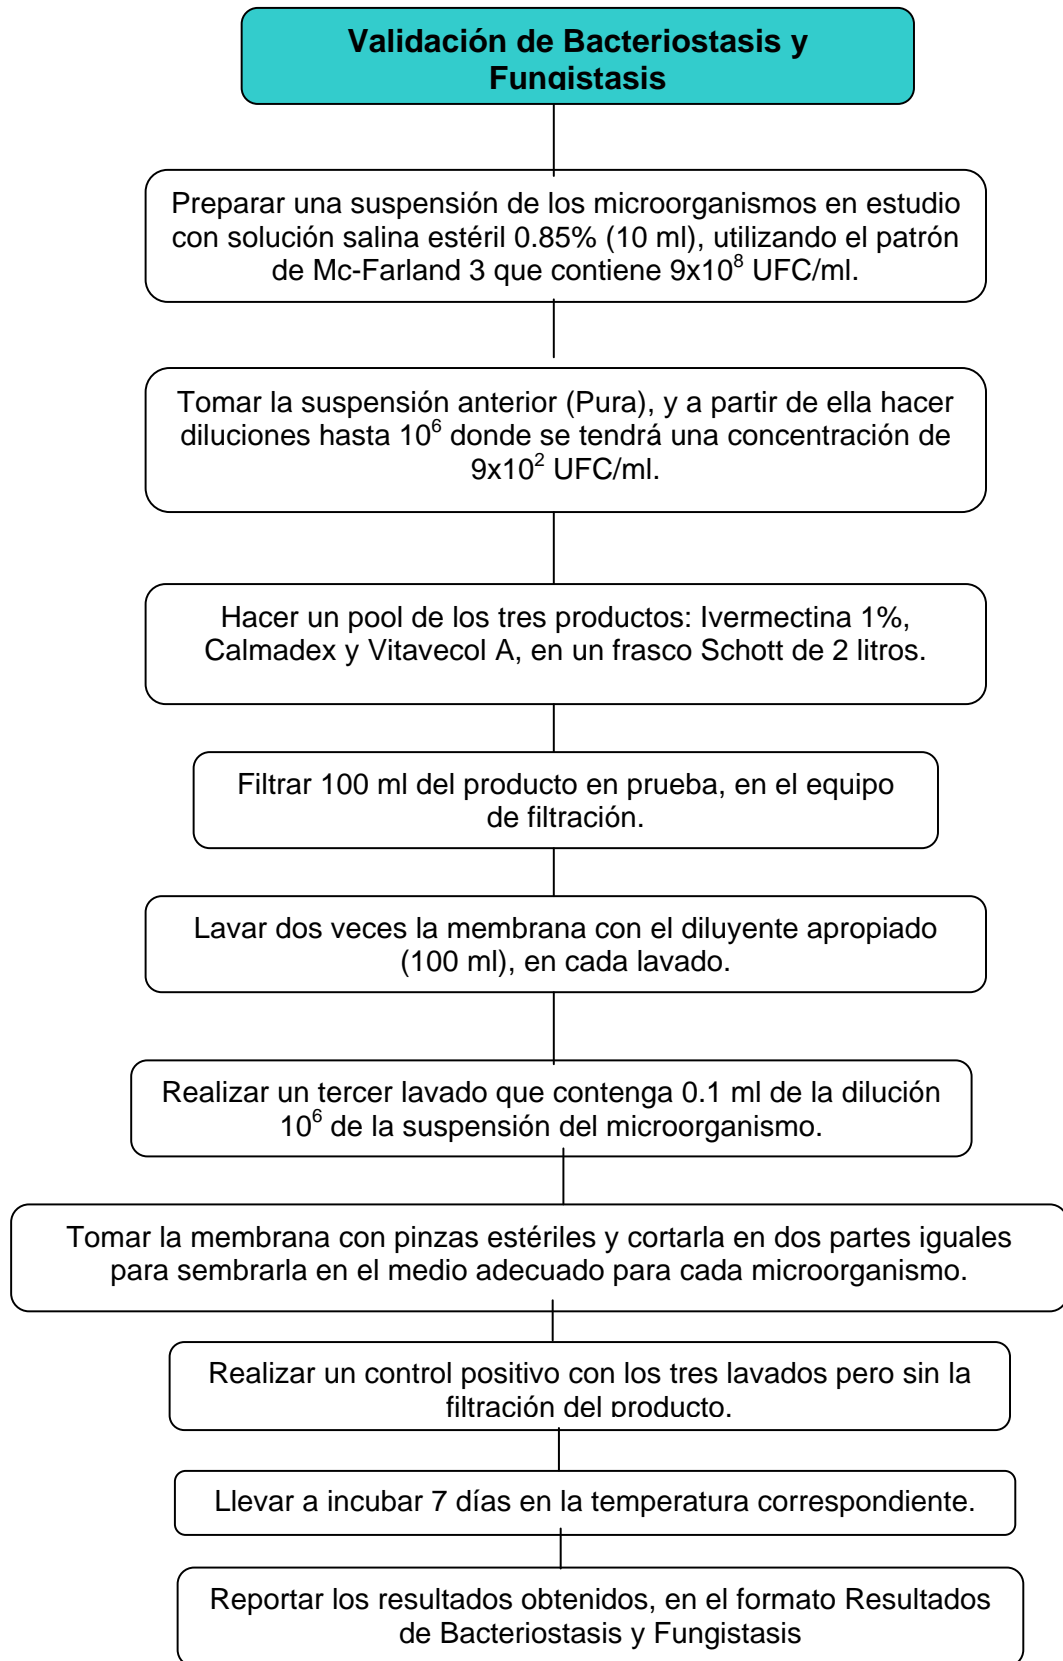 Validación de Bacteriostasis y
Fungistasis
Preparar una suspensión de los microorganismos en estudio
con solución salina estéril 0.85% (10 ml), utilizando el patrón
de Mc-Farland 3 que contiene 9x10⁸ UFC/ml.
Tomar la suspensión anterior (Pura), y a partir de ella hacer
diluciones hasta 10⁶ donde se tendrá una concentración de
9x10² UFC/ml.
Hacer un pool de los tres productos: Ivermectina 1%,
Calmadex y Vitavecol A, en un frasco Schott de 2 litros.
Filtrar 100 ml del producto en prueba, en el equipo
de filtración.
Lavar dos veces la membrana con el diluyente apropiado
(100 ml), en cada lavado.
Realizar un tercer lavado que contenga 0.1 ml de la dilución
10⁶ de la suspensión del microorganismo.
Tomar la membrana con pinzas estériles y cortarla en dos partes iguales
para sembrarla en el medio adecuado para cada microorganismo.
Realizar un control positivo con los tres lavados pero sin la
filtración del producto.
Llevar a incubar 7 días en la temperatura correspondiente.
Reportar los resultados obtenidos, en el formato Resultados
de Bacteriostasis y Fungistasis